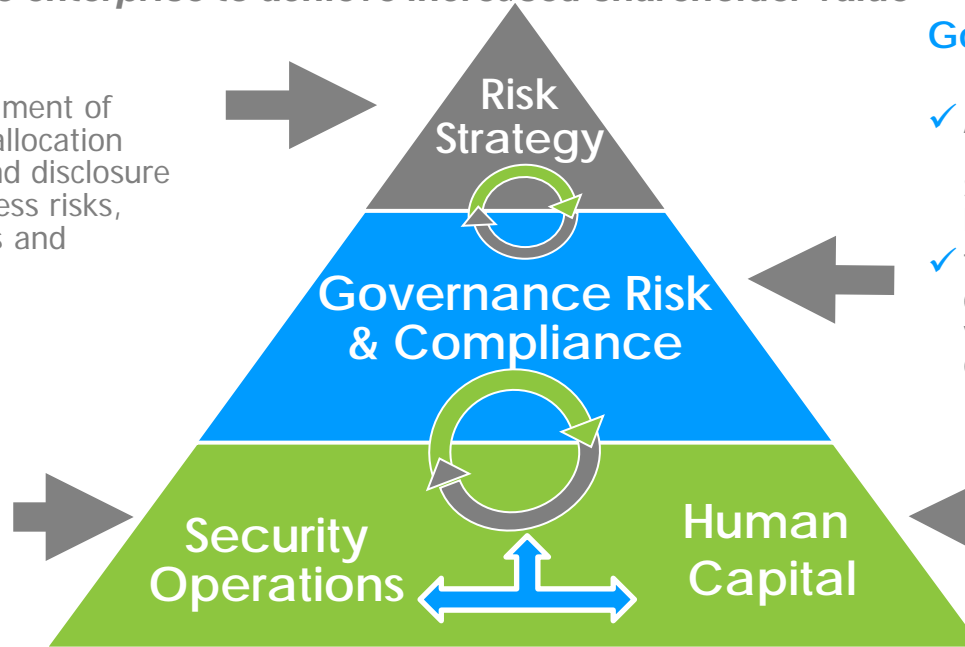 enterprise to achieve increased shareholder value
ment of
allocation
nd disclosure
ess risks,
s and
Risk
Strategy
Go
Governance Risk
& Compliance
Security
Operations
Human
Capital